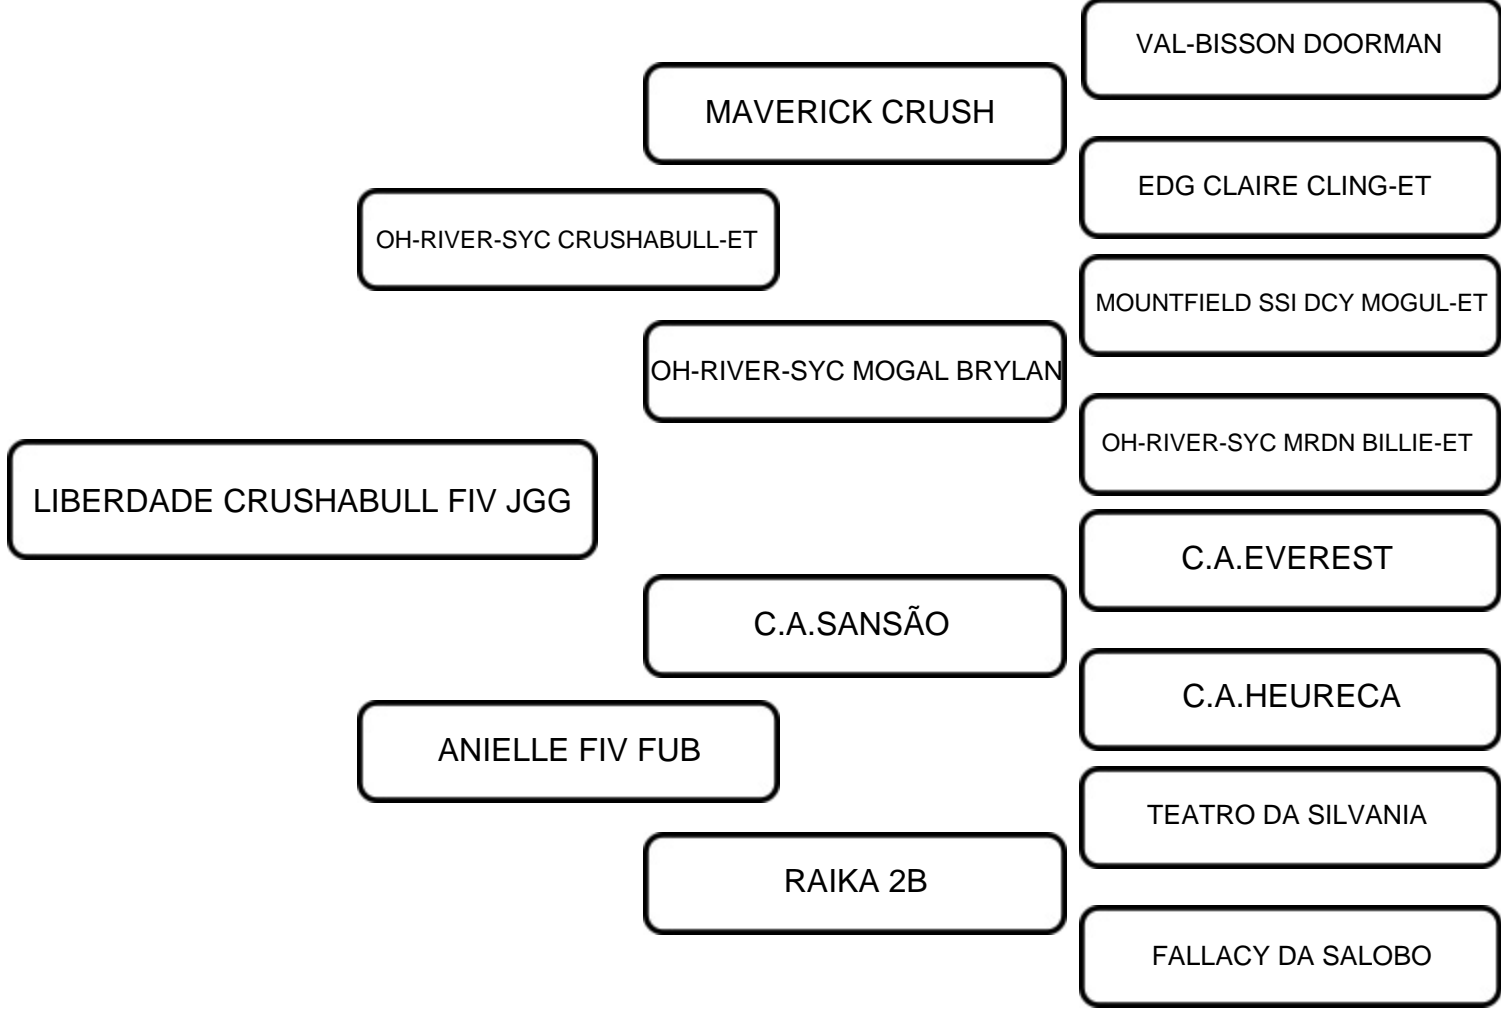 VAL-BISSON DOORMAN
MAVERICK CRUSH
EDG CLAIRE CLING-ET
OH-RIVER-SYC CRUSHABULL-ET
MOUNTFIELD SSI DCY MOGUL-ET
OH-RIVER-SYC MOGAL BRYLAN
OH-RIVER-SYC MRDN BILLIE-ET
LIBERDADE CRUSHABULL FIV JGG
C.A.EVEREST
C.A.SANSÃO
C.A.HEURECA
ANIELLE FIV FUB
TEATRO DA SILVANIA
RAIKA 2B
FALLACY DA SALOBO